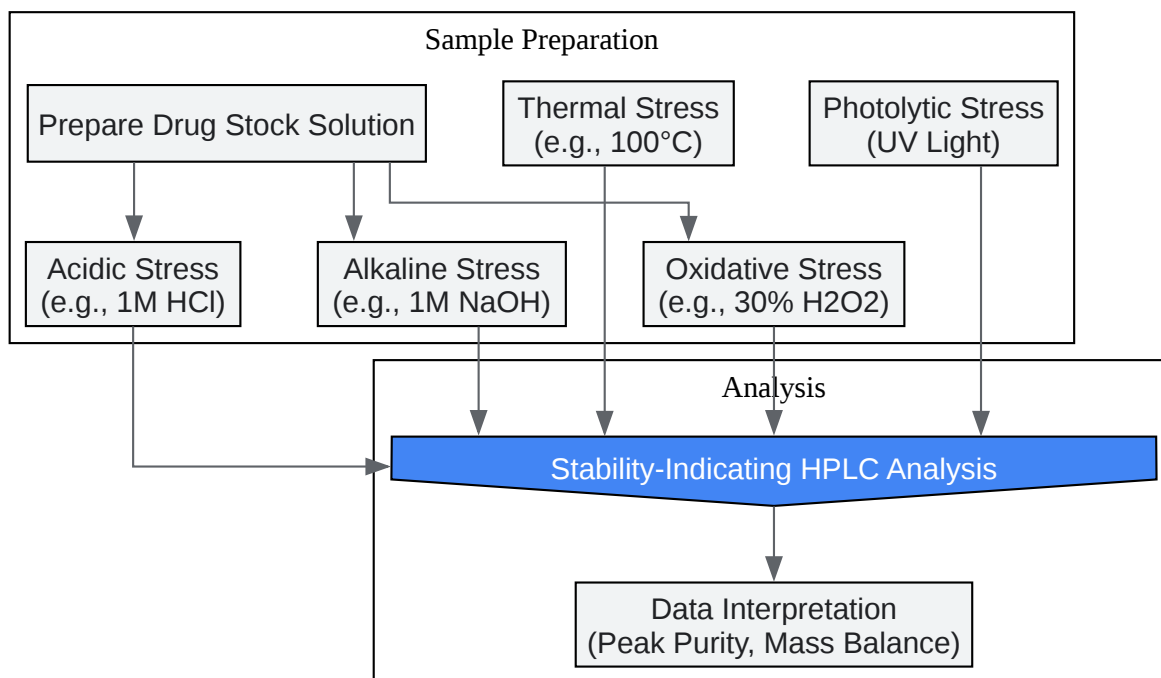 Sample Preparation
Prepare Drug Stock Solution
Thermal Stress
(e.g., 100°C)
Photolytic Stress
(UV Light)
Acidic Stress
(e.g., 1M HCl)
Alkaline Stress
(e.g., 1M NaOH)
Oxidative Stress
(e.g., 30% H2O2)
Analysis
Stability-Indicating HPLC Analysis
Data Interpretation
(Peak Purity, Mass Balance)